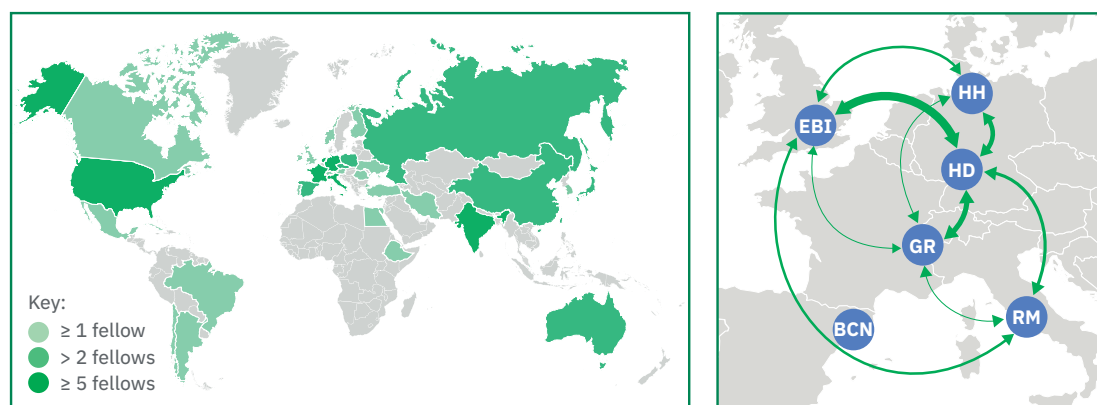 Key:
≥ 1 fellow
> 2 fellows
≥ 5 fellows
HH
EBI
HD
GR
RM
BCN